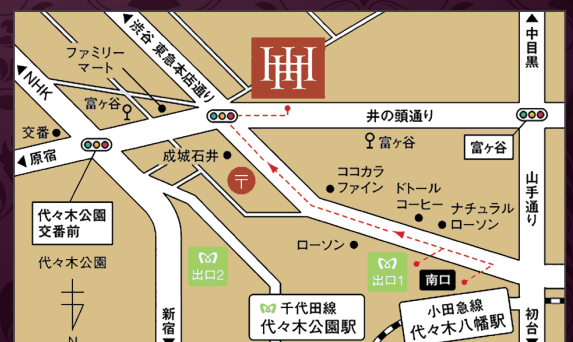 渋谷 東急本店通り
ファミリー
マート
NHK
富ヶ谷
交番
原宿
HH
井の頭通り
富ヶ谷
富ヶ谷
中目黒
山手通り
初台
成城石井
〒
ココカラ
ファイン
ドトール
コーヒー
ナチュラル
ローソン
ローソン
代々木公園
交番前
代々木公園
N
新宿
出口2
出口1
南口
千代田線
代々木公園駅
小田急線
代々木八幡駅